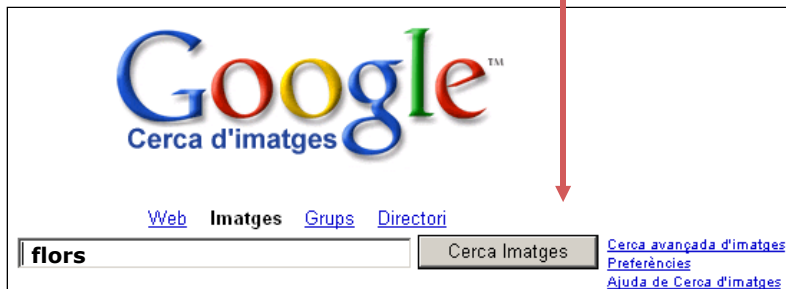 Google™
Cerca d'imatges
Web Imatges Grups Directori
flors Cerca Imatges Cerca avançada d'imatges
Preferències
Ajuda de Cerca d'imatges